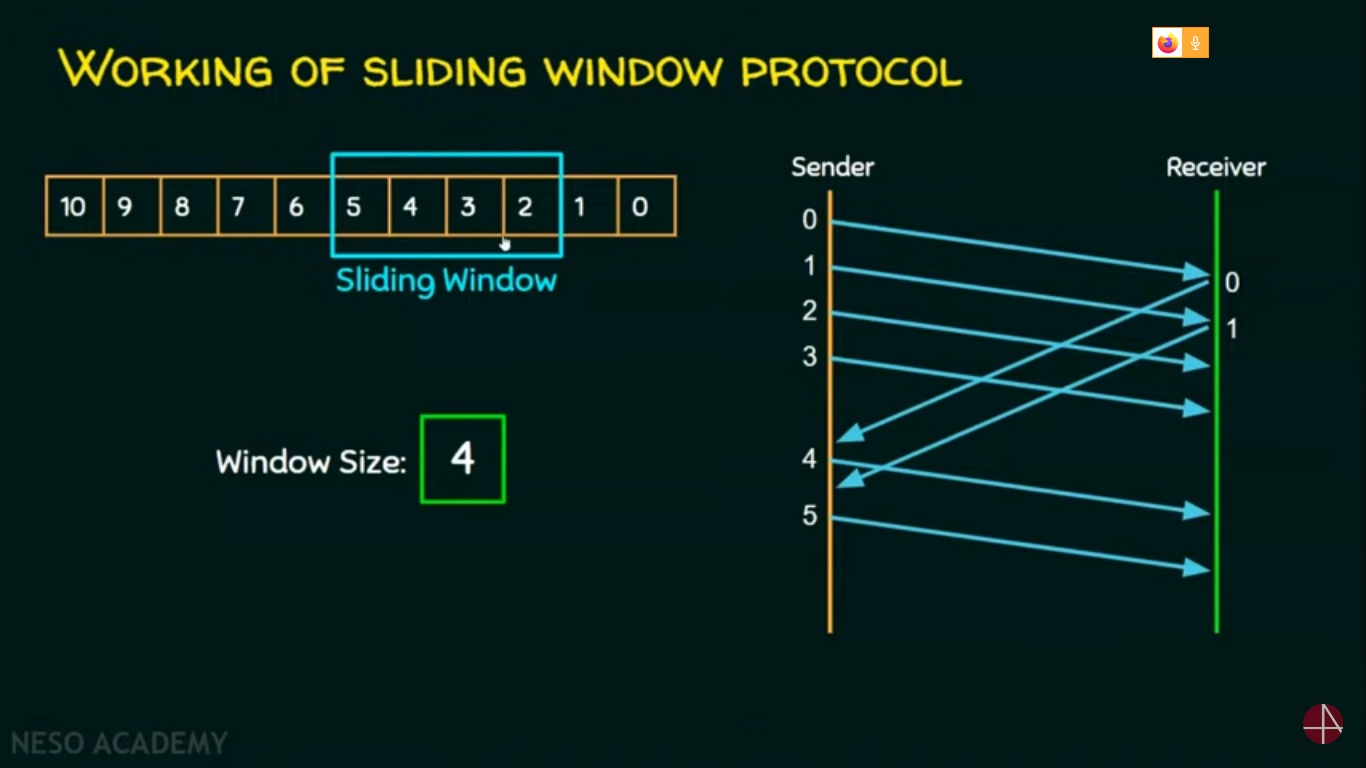 WORKING OF SLIDING WINDOW PROTOCOL
10 9 8 7 6 5 4 3 2 1 0
Sliding Window
Window Size: 4
Sender Receiver
0
1
2
3
4
5
0
1
NESO ACADEMY